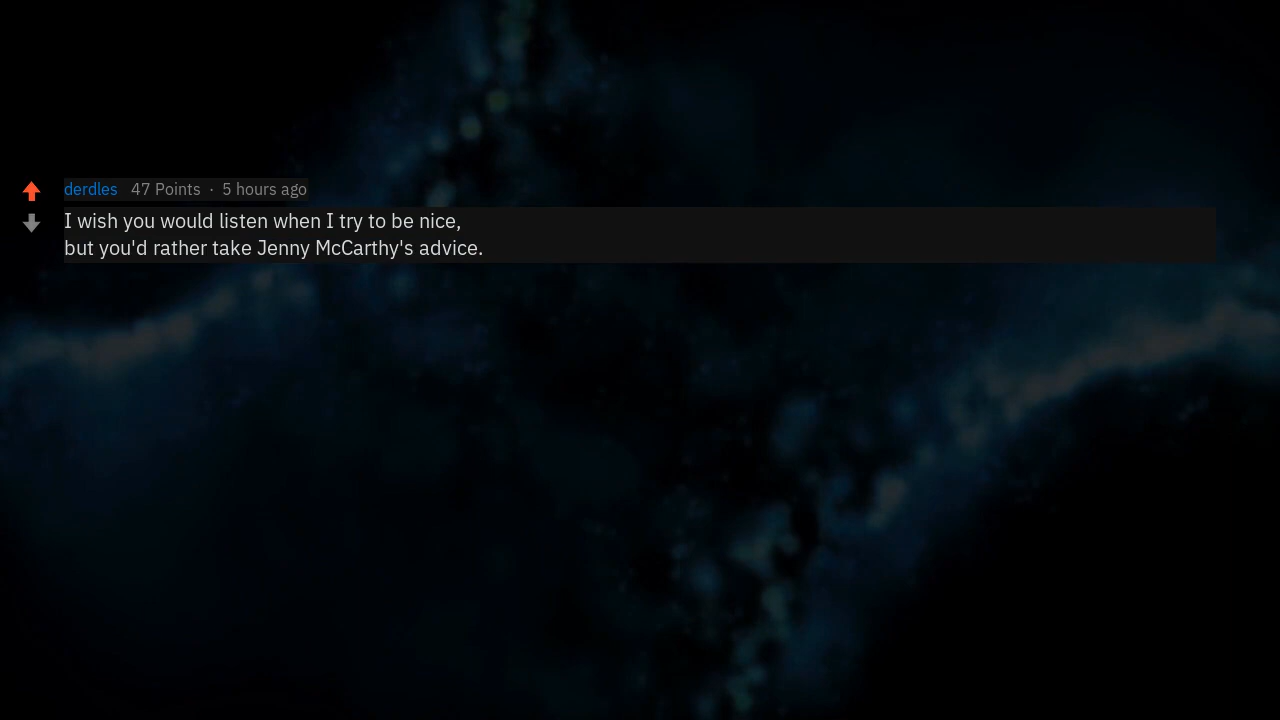 derdles 47 Points · 5 hours ago
I wish you would listen when I try to be nice,
but you'd rather take Jenny McCarthy's advice.